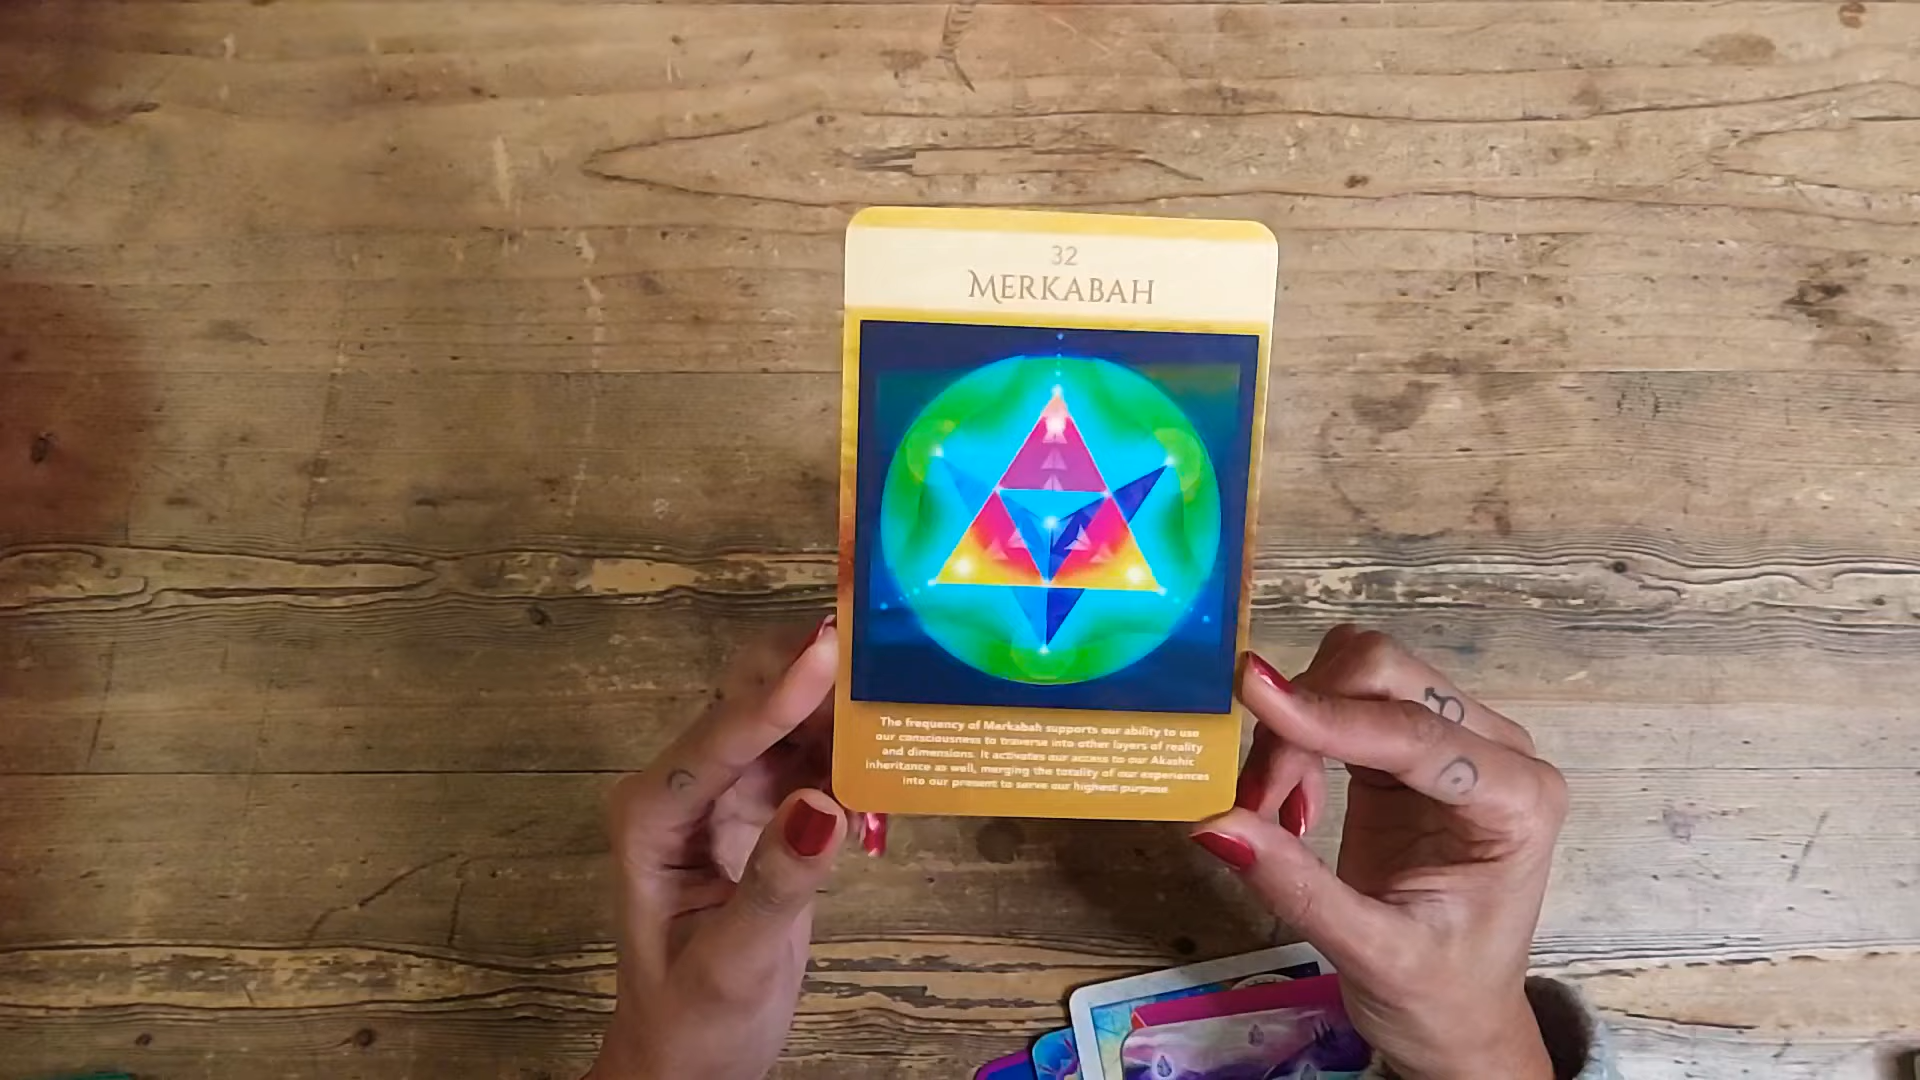 32
MERKABAH
The frequency of Merkabah supports our ability to use
our consciousness to traverse into other layers of reality
and dimensions. It activates our access to our Akashic
inheritance as well, merging the totality of our experiences
into our present to serve our highest purpose